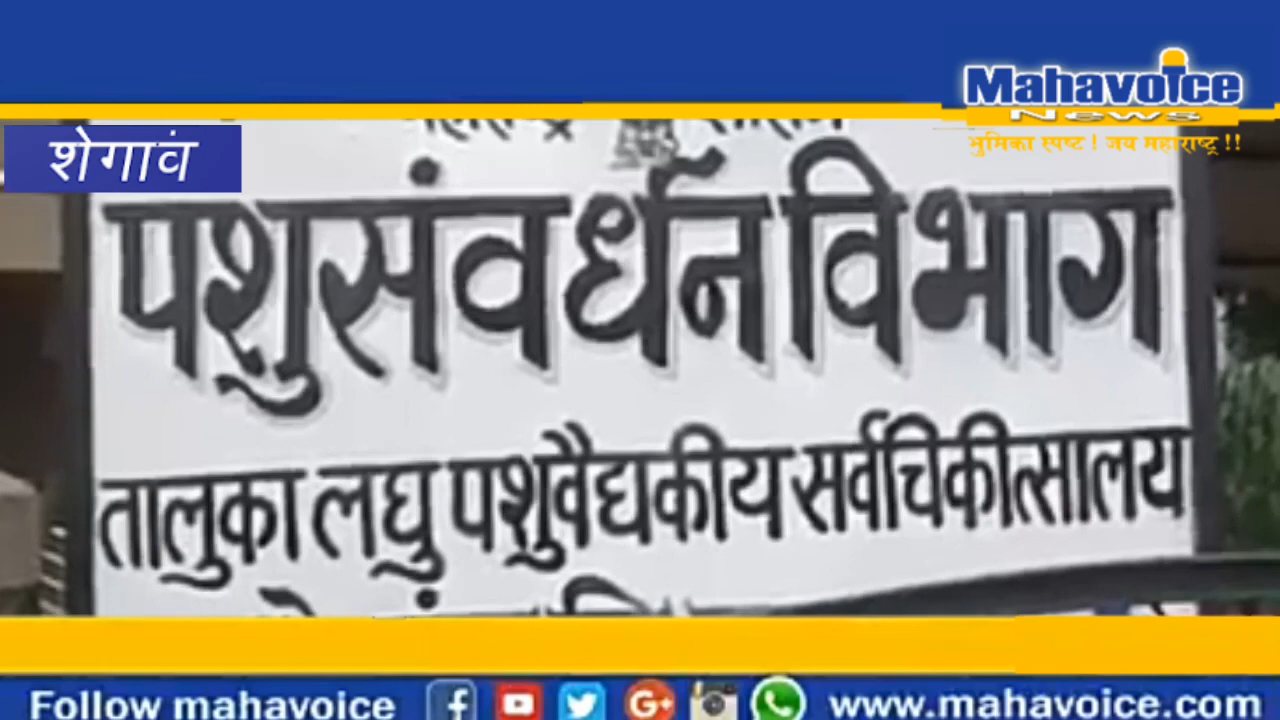 Mahavoice
News
भुमिका स्पष्ट ! जय महाराष्ट्र !!
शेगाव
पशुसंवर्धन विभाग
तालुका लघु पशुवैद्यकीय सर्वचिकीत्सालय
Follow mahavoice
www.mahavoice.com